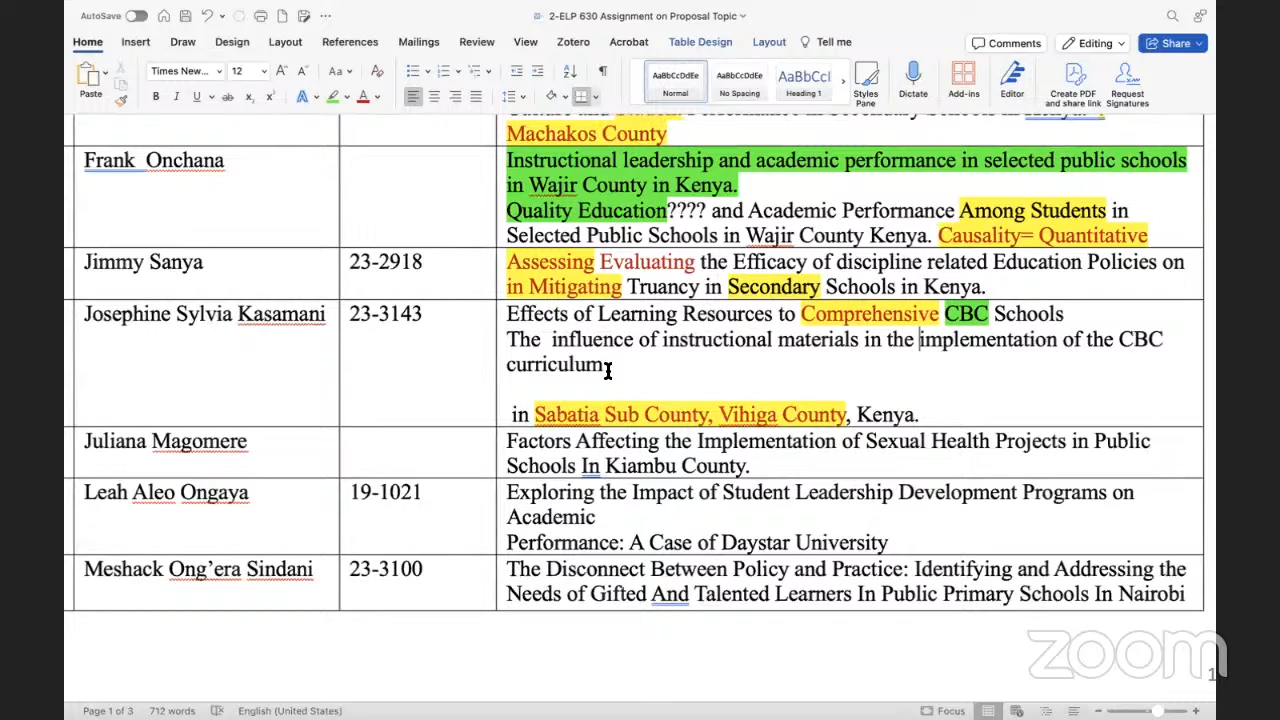 AutoSave
2-ELP 630 Assignment on Proposal Topic
Home Insert Draw Design Layout References Mailings Review View Zotero Acrobat Table Design Layout Tell me
Comments Editing Share
Paste
Times New... 12
AaBbCcDdEe AaBbCcDdEe AaBbCcI
Normal No Spacing Heading 1
Styles Pane Dictate Add-ins Editor Create PDF and share link Request Signatures
Machakos County
Frank Onchana
Instructional leadership and academic performance in selected public schools
in Wajir County in Kenya.
Quality Education???? and Academic Performance Among Students in
Selected Public Schools in Wajir County Kenya. Causality= Quantitative
Jimmy Sanya 23-2918 Assessing Evaluating the Efficacy of discipline related Education Policies on
in Mitigating Truancy in Secondary Schools in Kenya.
Josephine Sylvia Kasamani 23-3143 Effects of Learning Resources to Comprehensive CBC Schools
The influence of instructional materials in the implementation of the CBC
curriculum
in Sabatia Sub County, Vihiga County, Kenya.
Juliana Magomere Factors Affecting the Implementation of Sexual Health Projects in Public
Schools In Kiambu County.
Leah Aleo Ongaya 19-1021 Exploring the Impact of Student Leadership Development Programs on
Academic
Performance: A Case of Daystar University
Meshack Ong’era Sindani 23-3100 The Disconnect Between Policy and Practice: Identifying and Addressing the
Needs of Gifted And Talented Learners In Public Primary Schools In Nairobi
zoom
1
Page 1 of 3 712 words English (United States) Focus